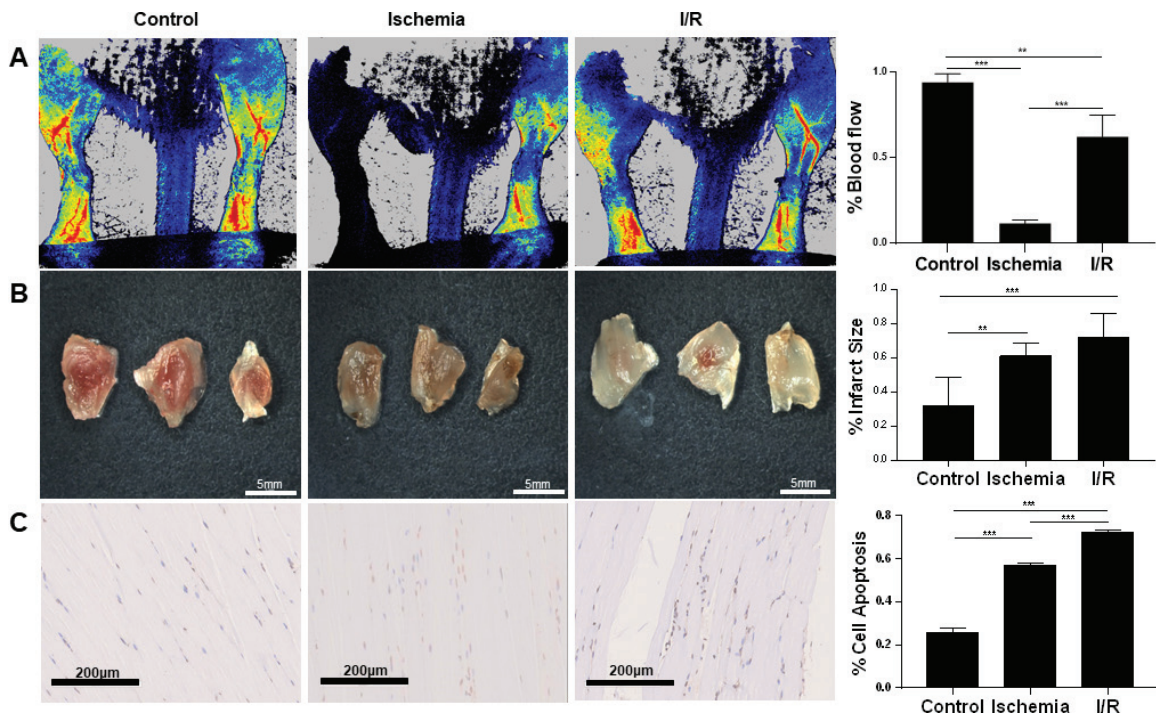 Control Ischemia I/R
A
% Blood flow
1.0
0.5
0.0
**
***
***
Control Ischemia I/R
B
5mm 5mm 5mm
% Infarct Size
1.0
0.8
0.6
0.4
0.2
0.0
***
**
Control Ischemia I/R
C
200µm 200µm 200µm
% Cell Apoptosis
0.8
0.6
0.4
0.2
0.0
***
*** ***
Control Ischemia I/R